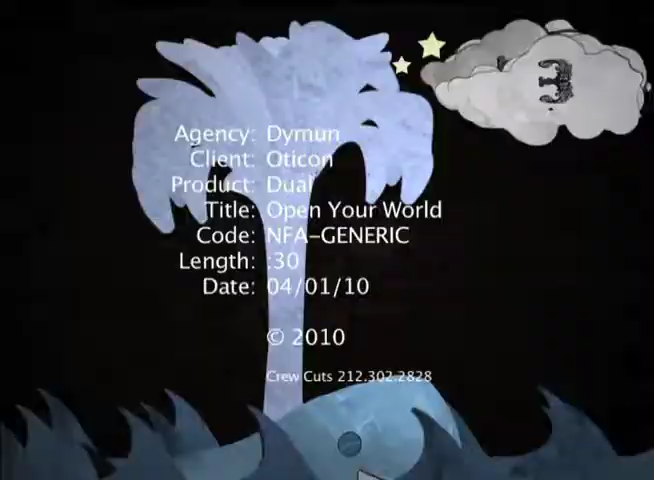 Agency: Dymun
Client: Oticon
Product: Dual
Title: Open Your World
Code: NFA-GENERIC
Length: :30
Date: 04/01/10
© 2010
Crew Cuts 212.302.2828